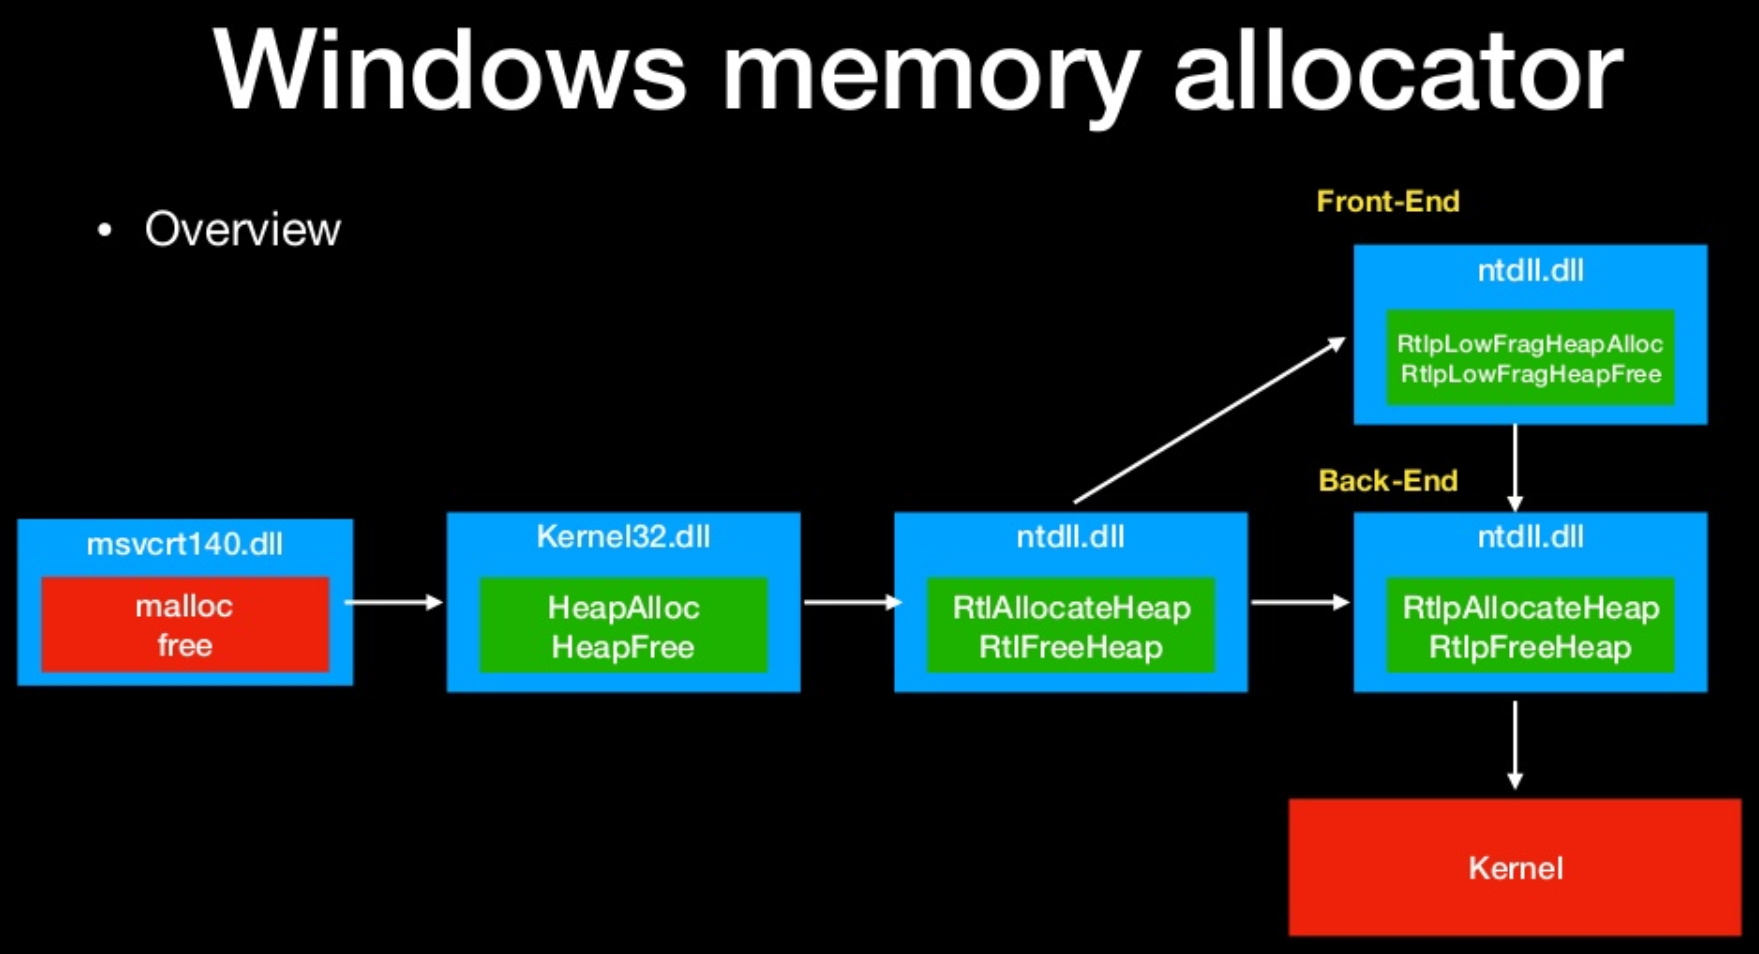 Windows memory allocator
• Overview
Front-End
ntdll.dll
RtlpLowFragHeapAlloc
RtlpLowFragHeapFree
Back-End
msvcrt140.dll
malloc
free
Kernel32.dll
HeapAlloc
HeapFree
ntdll.dll
RtlAllocateHeap
RtlFreeHeap
ntdll.dll
RtlpAllocateHeap
RtlpFreeHeap
Kernel